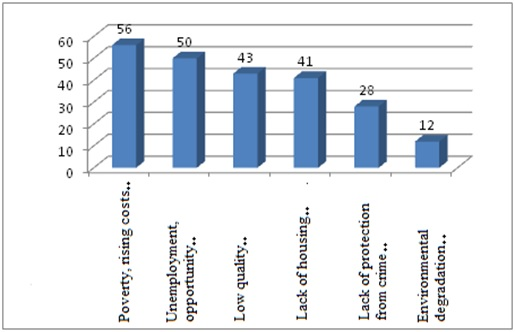 60
50
40
30
20
10
0
56
50
43
41
28
12
Poverty, rising costs..
Unemployment,
opportunity..
Low quality..
Lack of housing..
Lack of protection
from crime..
Environmental
degradation..